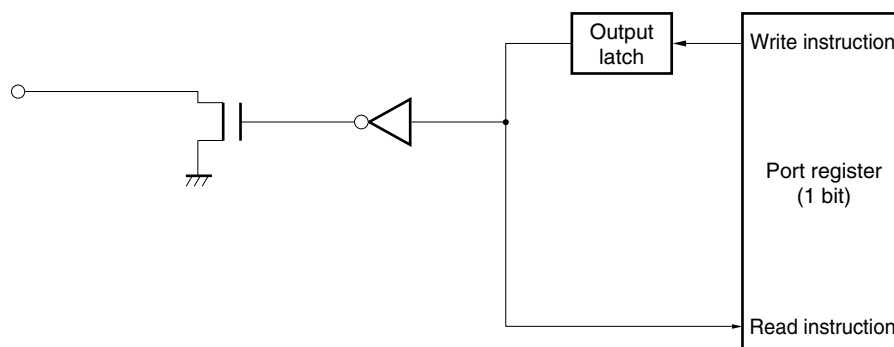 Output
latch
Write instruction
Port register
(1 bit)
Read instruction